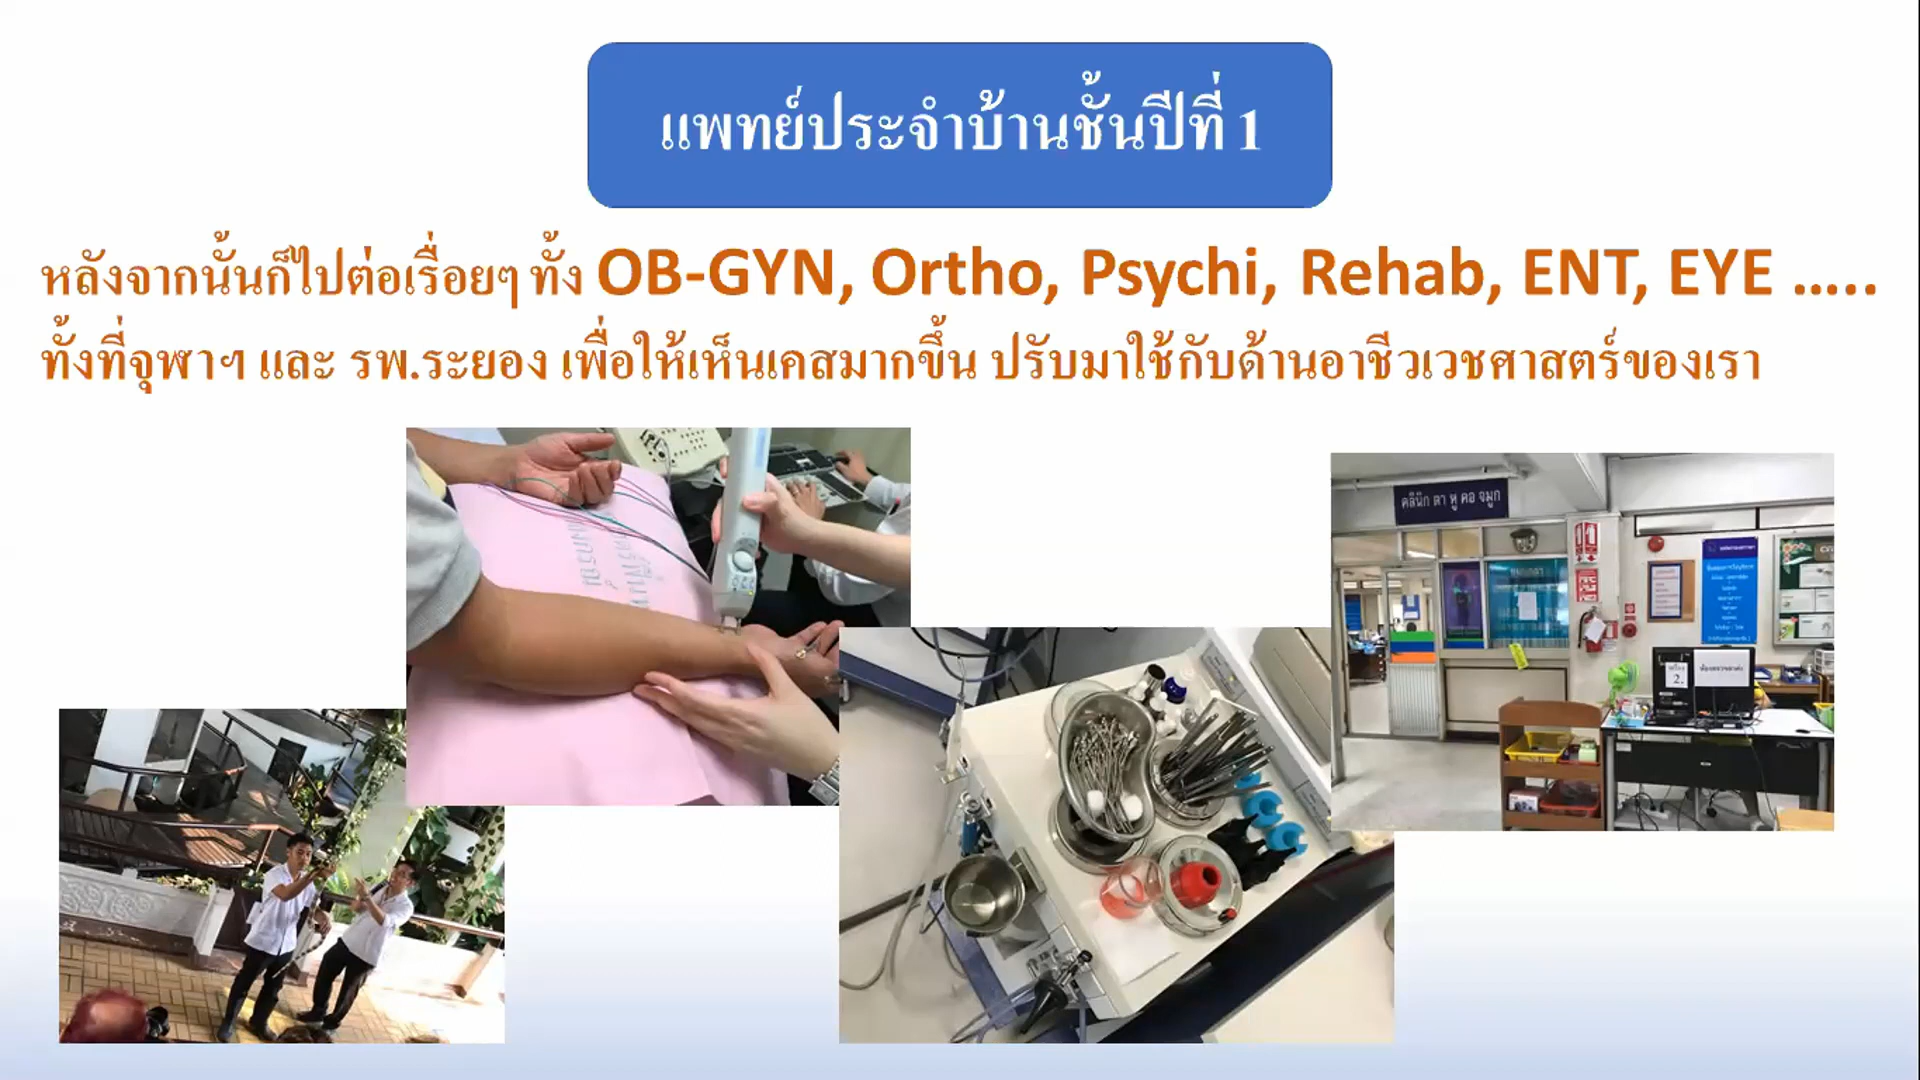 แพทย์ประจำบ้านชั้นปีที่ 1
หลังจากนั้นก็ไปต่อเรื่อยๆ ทั้ง OB-GYN, Ortho, Psychi, Rehab, ENT, EYE …..
ทั้งที่จุฬาฯ และ รพ.ระยอง เพื่อให้เห็นเคสมากขึ้น ปรับมาใช้กับด้านอาชีวเวชศาสตร์ของเรา
คลินิก ตา หู คอ จมูก
2.